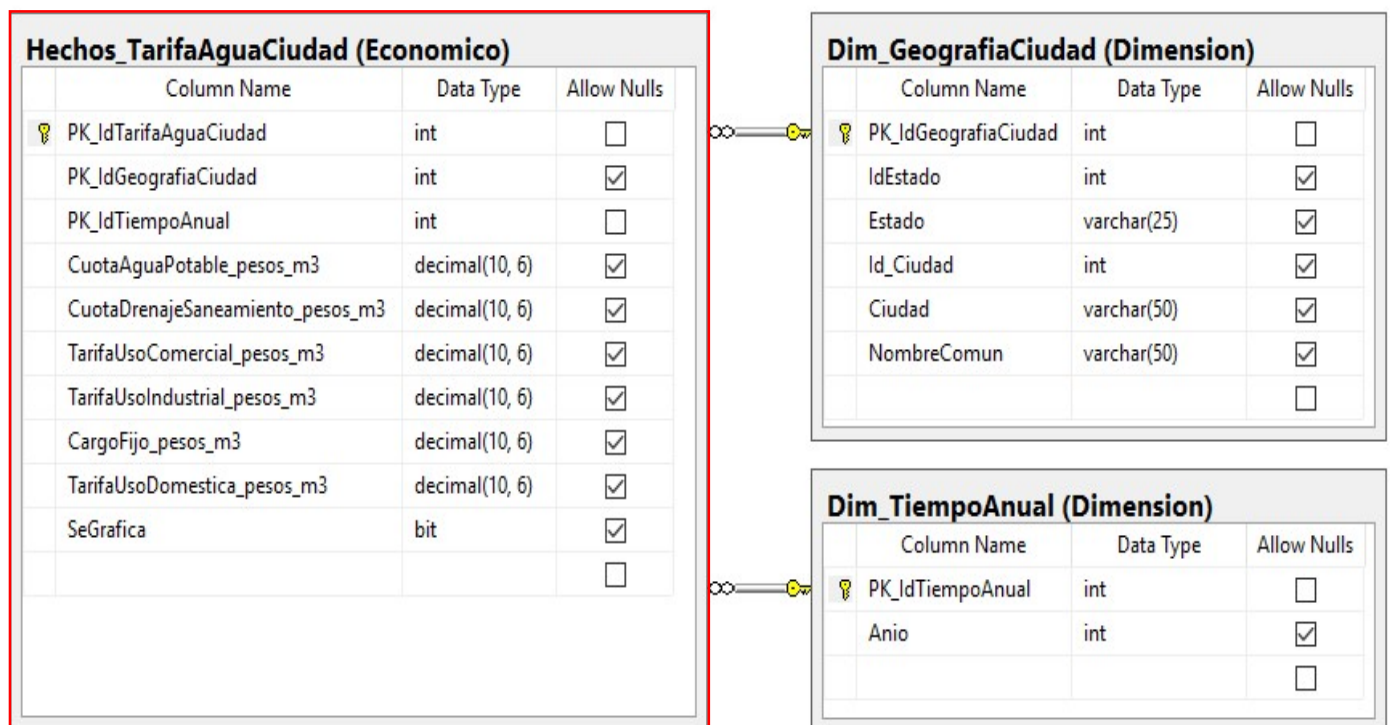 Hechos_TarifaAguaCiudad (Economico)
Column Name Data Type Allow Nulls
PK_IdTarifaAguaCiudad int
PK_IdGeografiaCiudad int
PK_IdTiempoAnual int
CuotaAguaPotable_pesos_m3 decimal(10, 6)
CuotaDrenajeSaneamiento_pesos_m3 decimal(10, 6)
TarifaUsoComercial_pesos_m3 decimal(10, 6)
TarifaUsoIndustrial_pesos_m3 decimal(10, 6)
CargoFijo_pesos_m3 decimal(10, 6)
TarifaUsoDomestica_pesos_m3 decimal(10, 6)
SeGrafica bit
Dim_GeografiaCiudad (Dimension)
Column Name Data Type Allow Nulls
PK_IdGeografiaCiudad int
IdEstado int
Estado varchar(25)
Id_Ciudad int
Ciudad varchar(50)
NombreComun varchar(50)
Dim_TiempoAnual (Dimension)
Column Name Data Type Allow Nulls
PK_IdTiempoAnual int
Anio int